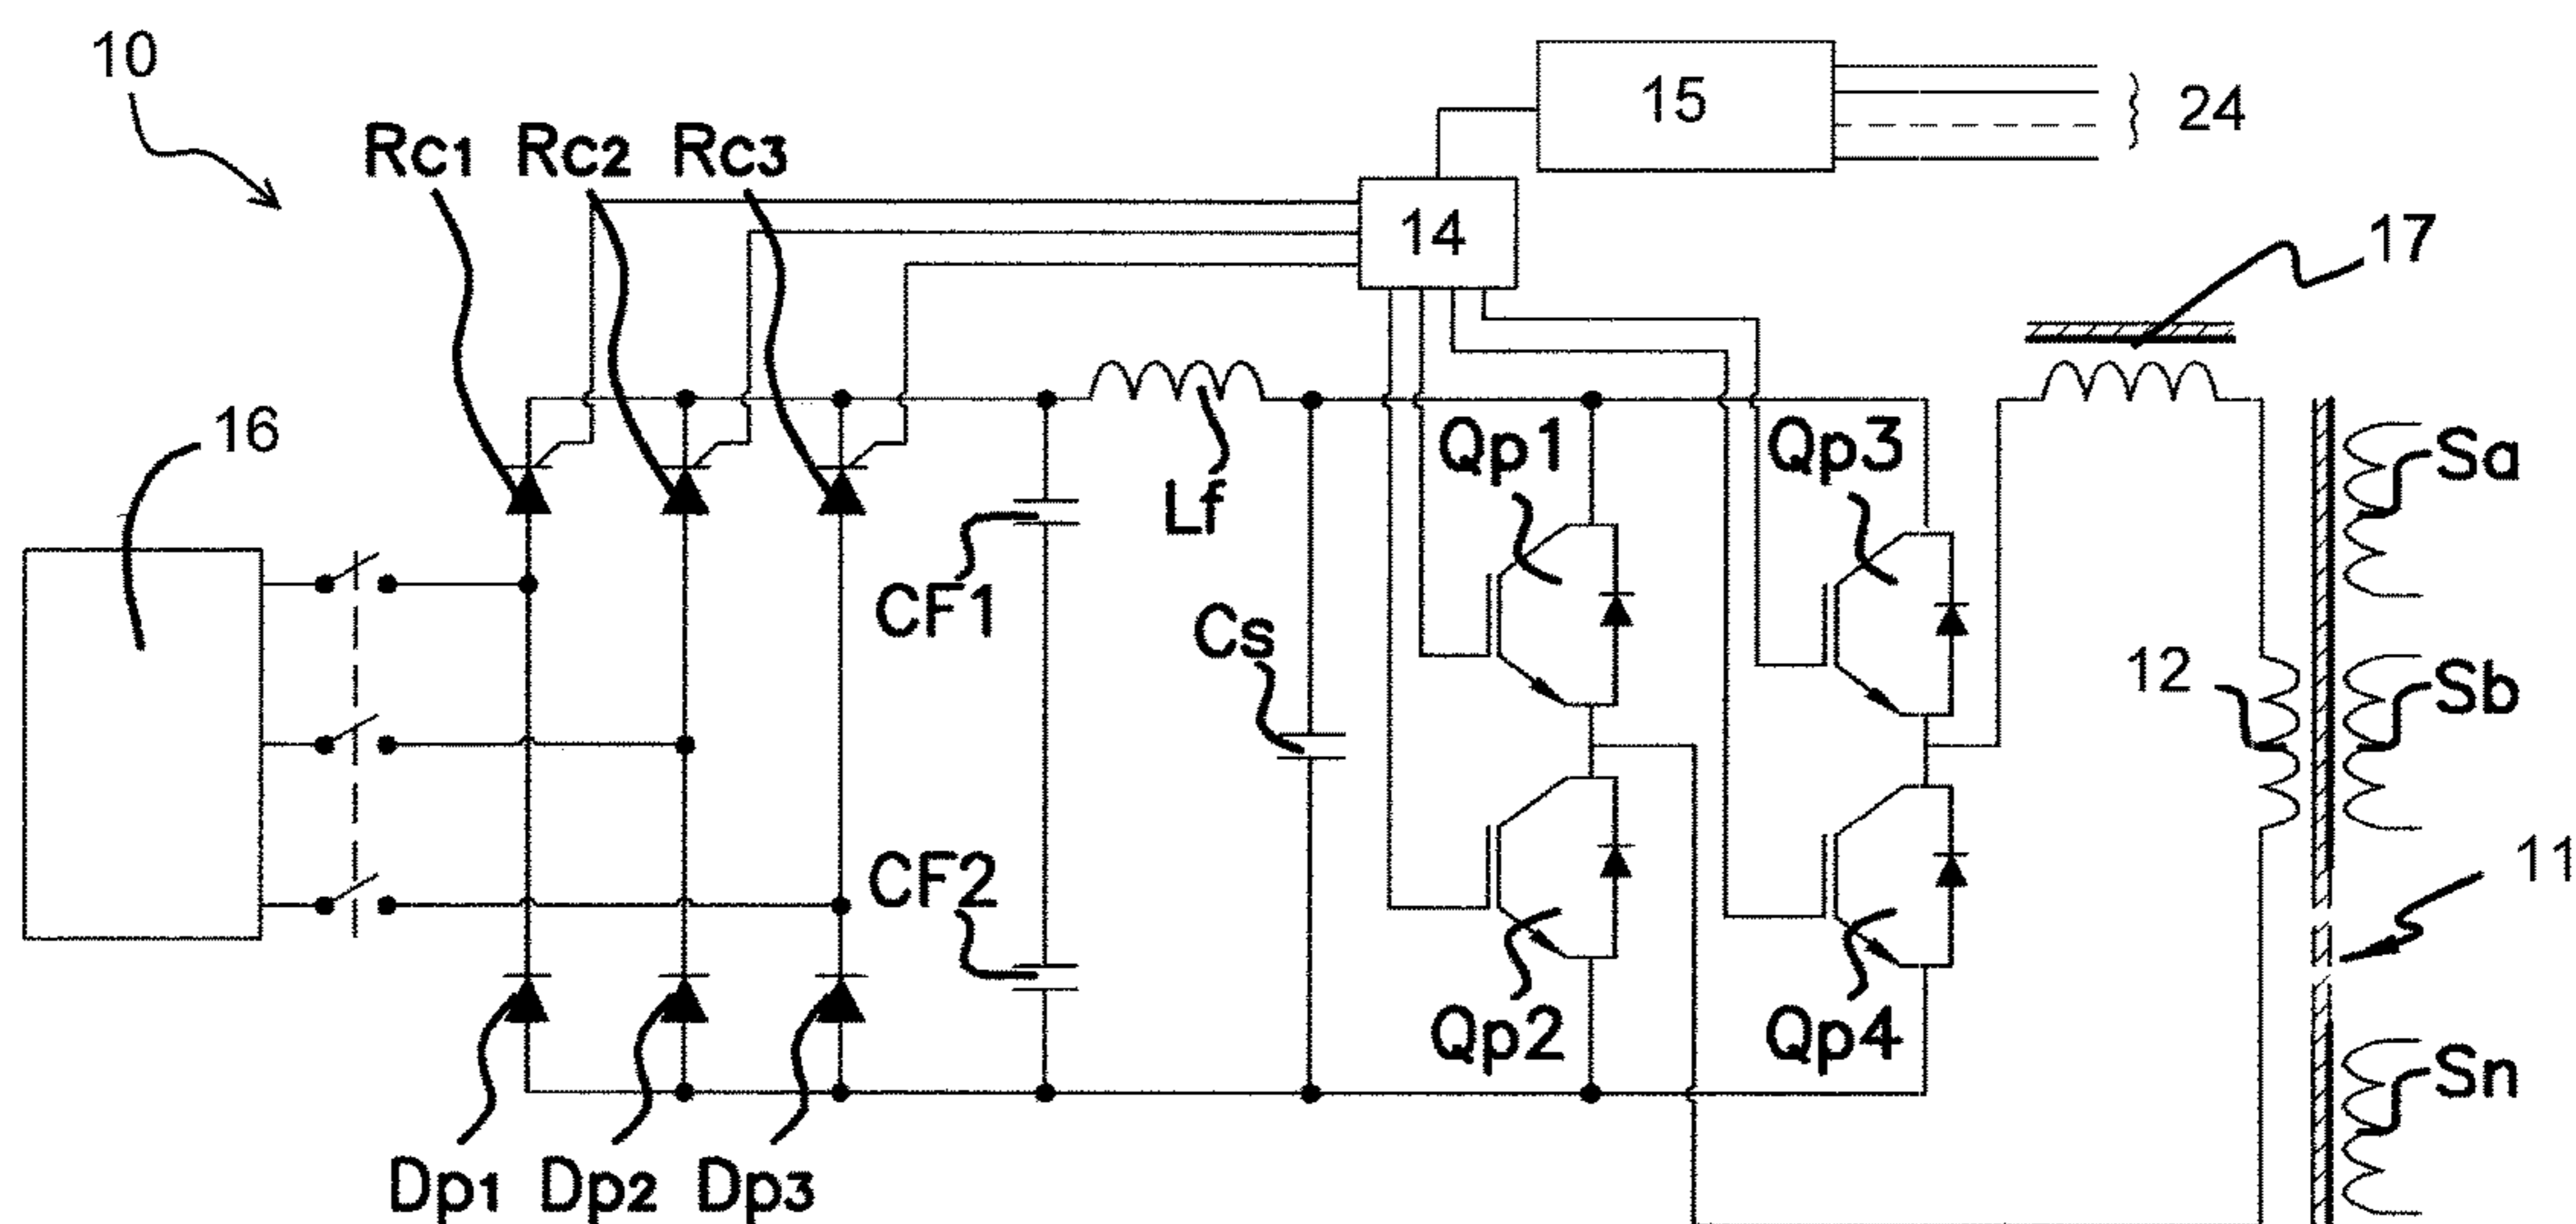 10
15
24
Rc1 Rc2 Rc3
14
17
16
Qp1
Qp3
Sa
Lf
CF1
Cs
12
Sb
11
CF2
Qp2
Qp4
Sn
Dp1 Dp2 Dp3